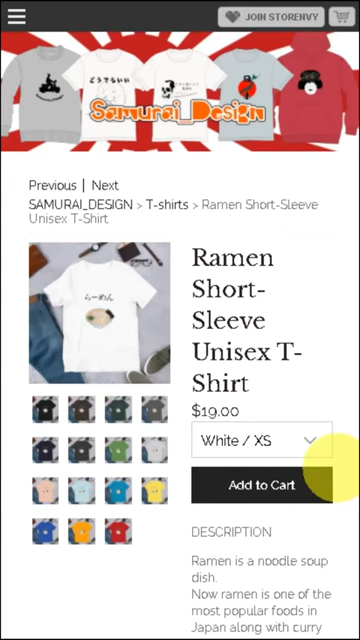 JOIN STORENVY
どうでもいい
Samurai_Design
Previous | Next
SAMURAI_DESIGN > T-shirts > Ramen Short-Sleeve
Unisex T-Shirt
らーめん
Ramen
Short-
Sleeve
Unisex T-
Shirt
$19.00
White / XS
Add to Cart
DESCRIPTION
Ramen is a noodle soup
dish.
Now ramen is one of the
most popular foods in
Japan along with curry